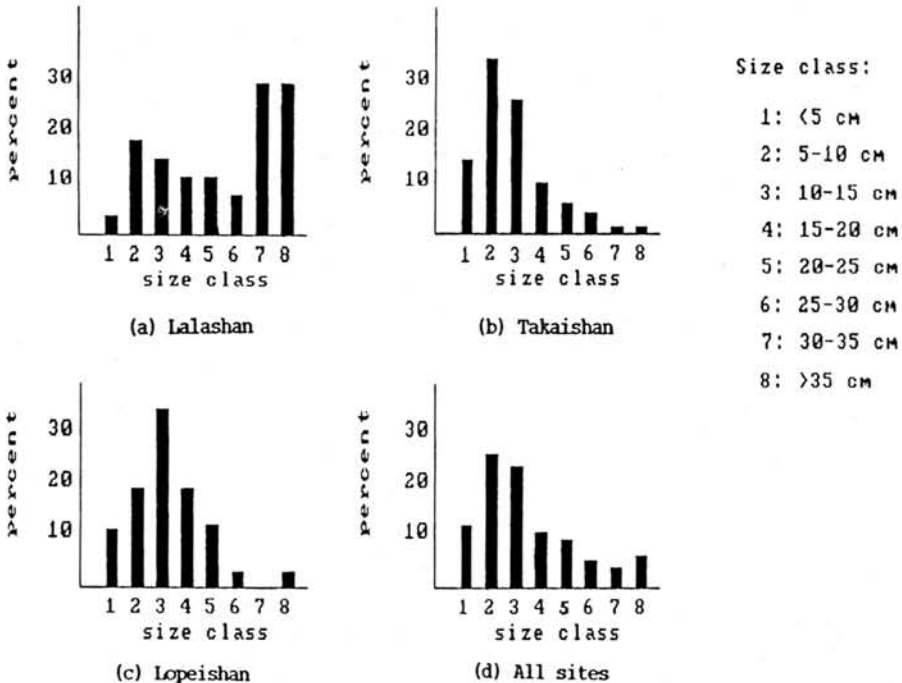 percent
30
20
10
1 2 3 4 5 6 7 8
size class
(a) Lalashan
percent
30
20
10
1 2 3 4 5 6 7 8
size class
(b) Takaishan
Size class:
1: <5 cm
2: 5-10 cm
3: 10-15 cm
4: 15-20 cm
5: 20-25 cm
6: 25-30 cm
7: 30-35 cm
8: >35 cm
percent
30
20
10
1 2 3 4 5 6 7 8
size class
(c) Lopeishan
percent
30
20
10
1 2 3 4 5 6 7 8
size class
(d) All sites